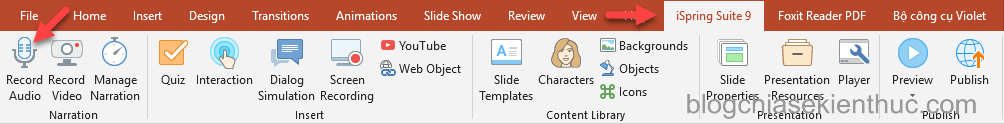 File Home Insert Design Transitions Animations Slide Show Review View iSpring Suite 9 Foxit Reader PDF Bộ công cụ Violet
Record Audio
Record Video
Manage Narration
Narration
Quiz
Interaction
Dialog Simulation
Screen Recording
YouTube
Web Object
Insert
Slide Templates
Characters
Backgrounds
Objects
Icons
Content Library
Slide Properties
Presentation Resources
Player
Presentation
Preview
Publish
Publish
blogchiasekienthuc.com